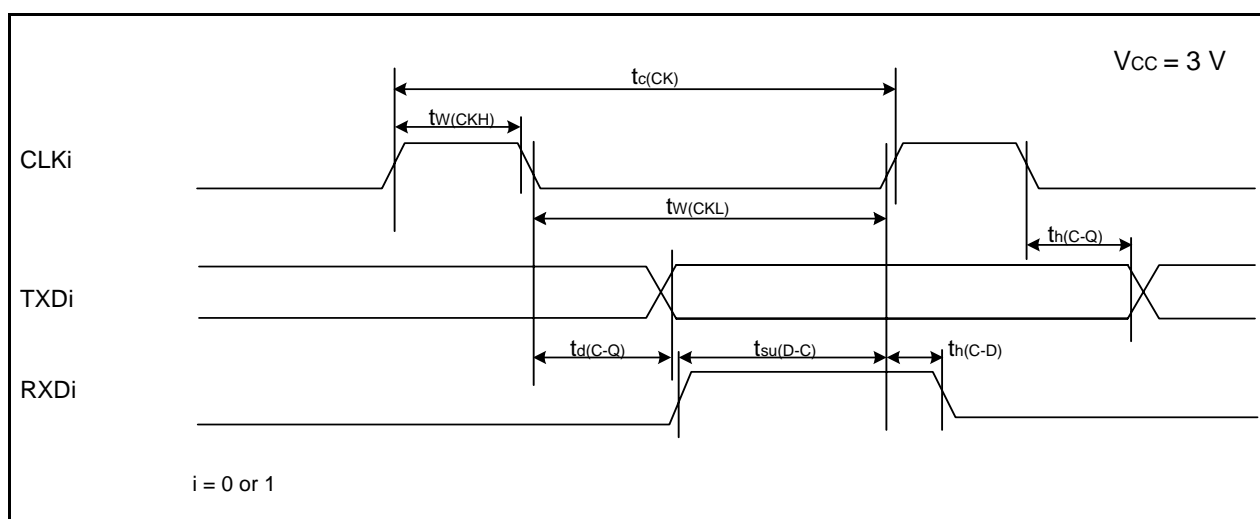 VCC = 3 V
tc(CK)
tW(CKH)
CLKi
tW(CKL)
th(C-Q)
TXDi
td(C-Q)
tsu(D-C)
th(C-D)
RXDi
i = 0 or 1